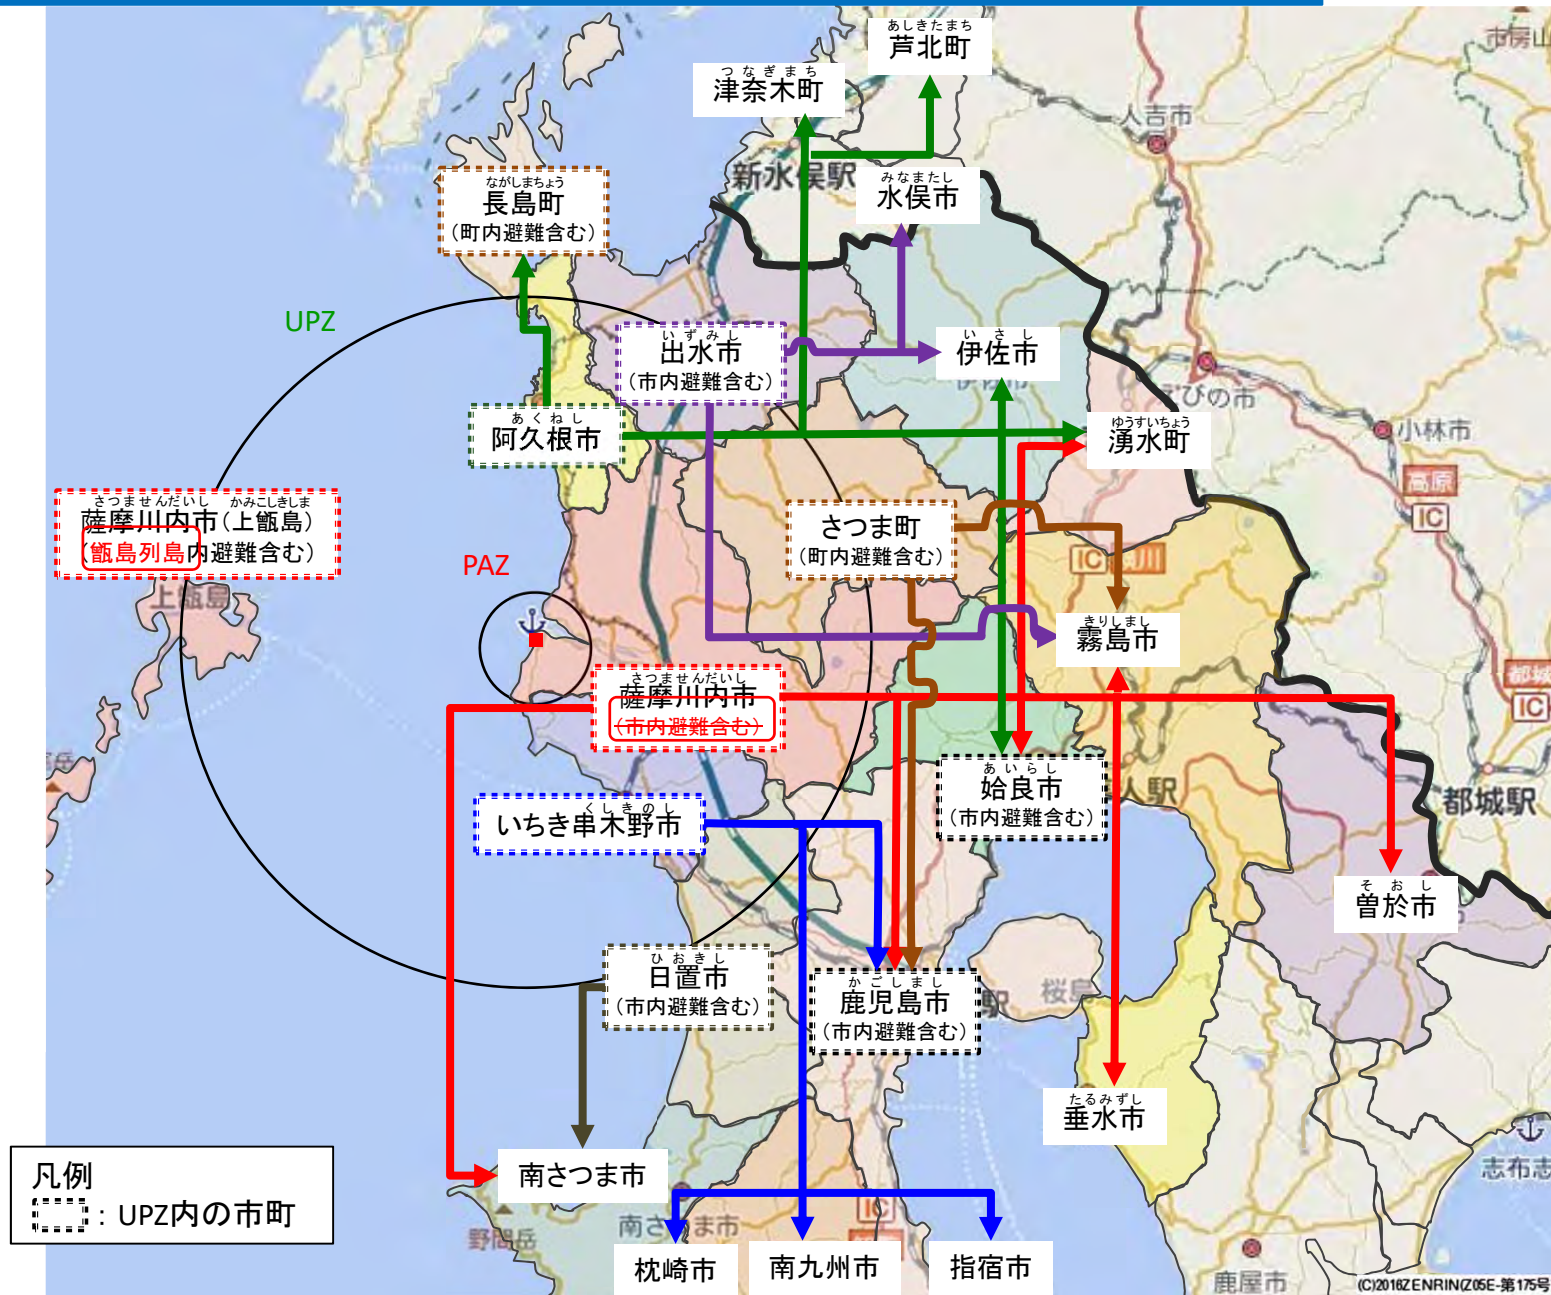 あしきたまち
芦北町
つなぎまち
津奈木町
市房山
人吉市
新水俣駅
みなまたし
水俣市
ながしまちょう
長島町
(町内避難含む)
UPZ
いずみし
出水市
(市内避難含む)
いさし
伊佐市
えびの市
小林市
あくねし
阿久根市
ゆうすいちょう
湧水町
高原
IC
さつませんだいし かみこしきしま
薩摩川内市(上甑島)
(甑島列島内避難含む)
さつま町
(町内避難含む)
PAZ
IC
上甑島
きりしまし
霧島市
さつませんだいし
薩摩川内市
(市内避難含む)
都城
IC
あいらし
姶良市
(市内避難含む)
人駅
都城駅
くしきのし
いちき串木野市
そおし
曽於市
ひおきし
日置市
(市内避難含む)
かごしまし
鹿児島市
(市内避難含む)
駅
桜島
たるみずし
垂水市
志布志
南さつま市
凡例
: UPZ内の市町
野間岳
南さつま市
IC
枕崎市
南九州市
指宿市
鹿屋市
(C)2016ZENRIN(Z05E-第175号